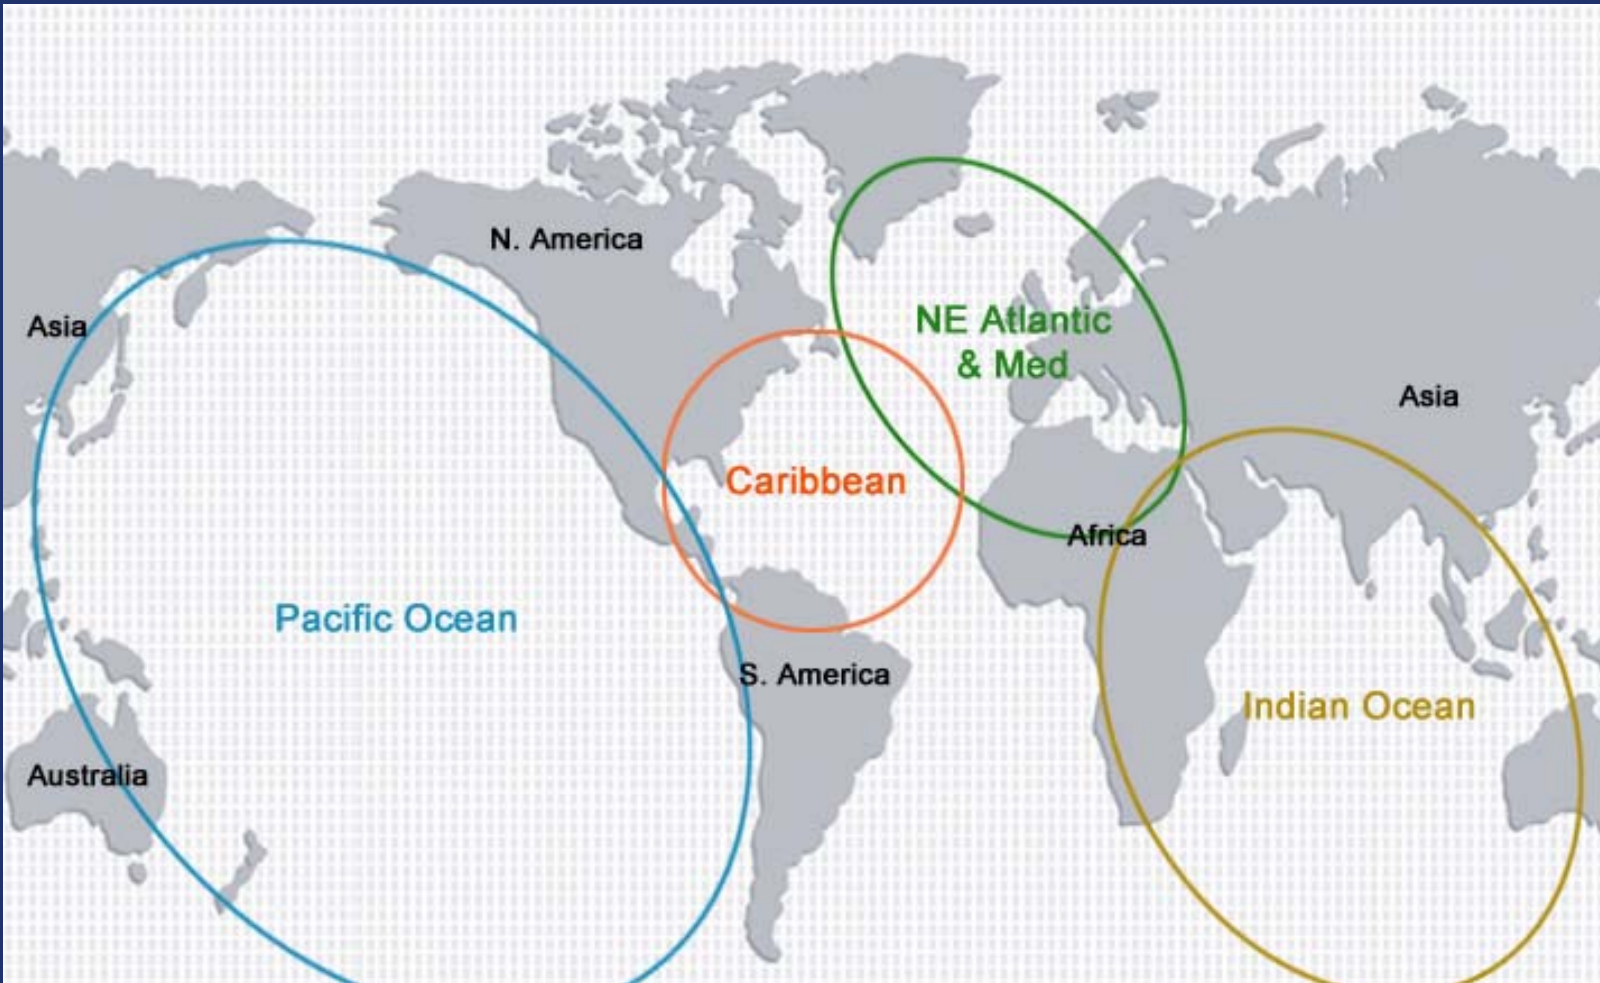 N. America
Asia
NE Atlantic
& Med
Asia
Caribbean
Africa
Pacific Ocean
S. America
Indian Ocean
Australia